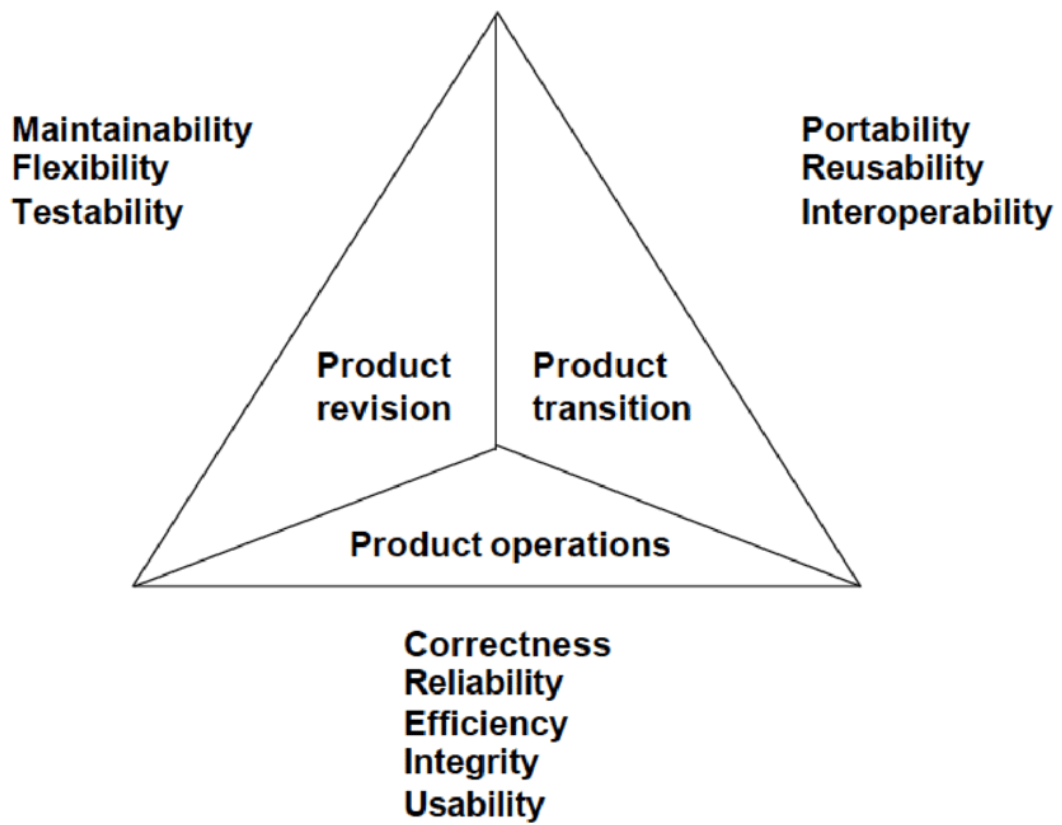 Maintainability
Flexibility
Testability
Portability
Reusability
Interoperability
Product
revision
Product
transition
Product operations
Correctness
Reliability
Efficiency
Integrity
Usability